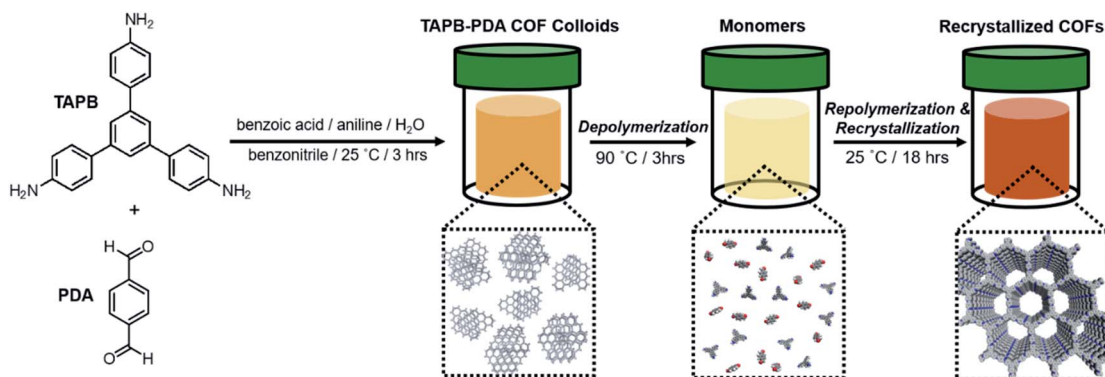 NH₂
TAPB
H₂N
NH₂
+
H
O
PDA
O
H
benzoic acid / aniline / H₂O
benzonitrile / 25 ˚C / 3 hrs
TAPB-PDA COF Colloids
Depolymerization
90 ˚C / 3hrs
Monomers
Repolymerization &
Recrystallization
25 ˚C / 18 hrs
Recrystallized COFs